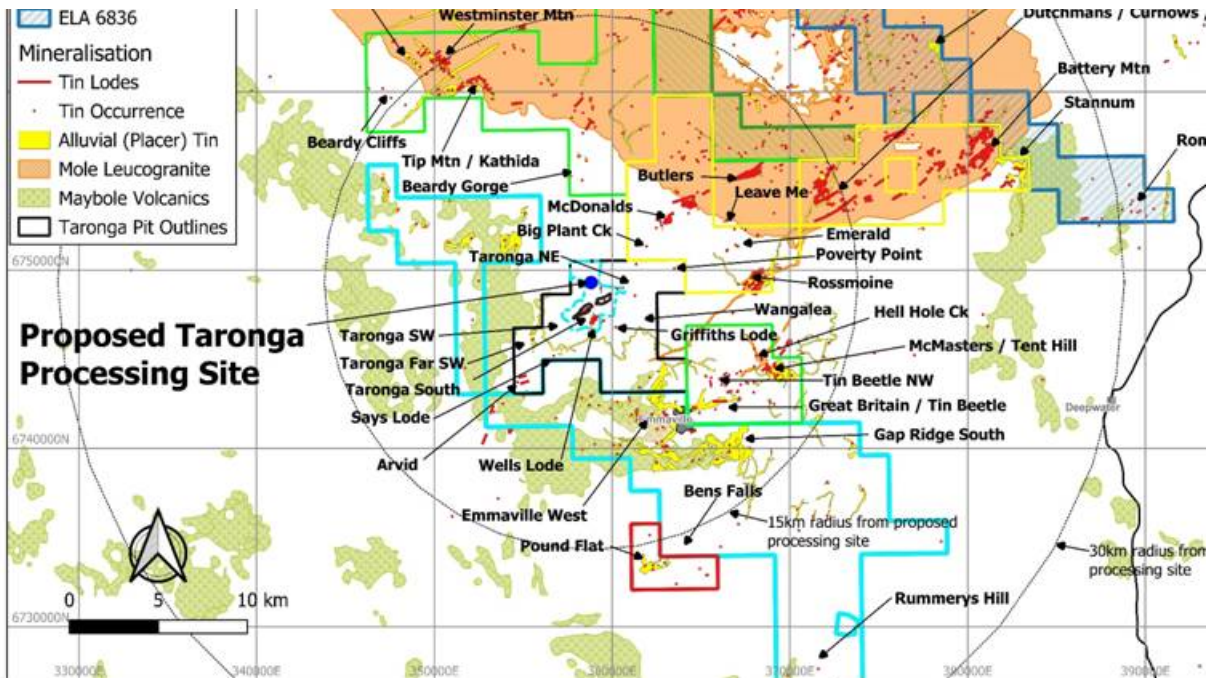 ELA 6836
Mineralisation
Tin Lodes
Tin Occurrence
Alluvial (Placer) Tin
Mole Leucogranite
Maybole Volcanics
Taronga Pit Outlines
Westminster Mtn
Dutchmans / Curnows /
Battery Mtn
Stannum
Beardy Cliffs
Tip Mtn / Kathida
Beardy Gorge
Butlers
Leave Me
McDonalds
Big Plant Ck
Emerald
Taronga NE
Poverty Point
6750000N
Rossmoine
Proposed Taronga
Processing Site
Wangalea
Hell Hole Ck
Taronga SW
Griffiths Lode
McMasters / Tent Hill
Taronga Far SW
Tin Beetle NW
Taronga South
Great Britain / Tin Beetle
Says Lode
Emmaville
Deepwater
Gap Ridge South
6740000N
Arvid
Wells Lode
Bens Falls
Emmaville West
15km radius from proposed
processing site
Pound Flat
30km radius from
processing site
0 5 10 km
Rummerys Hill
6730000N
330000E
340000E
350000E
370000E
390000E